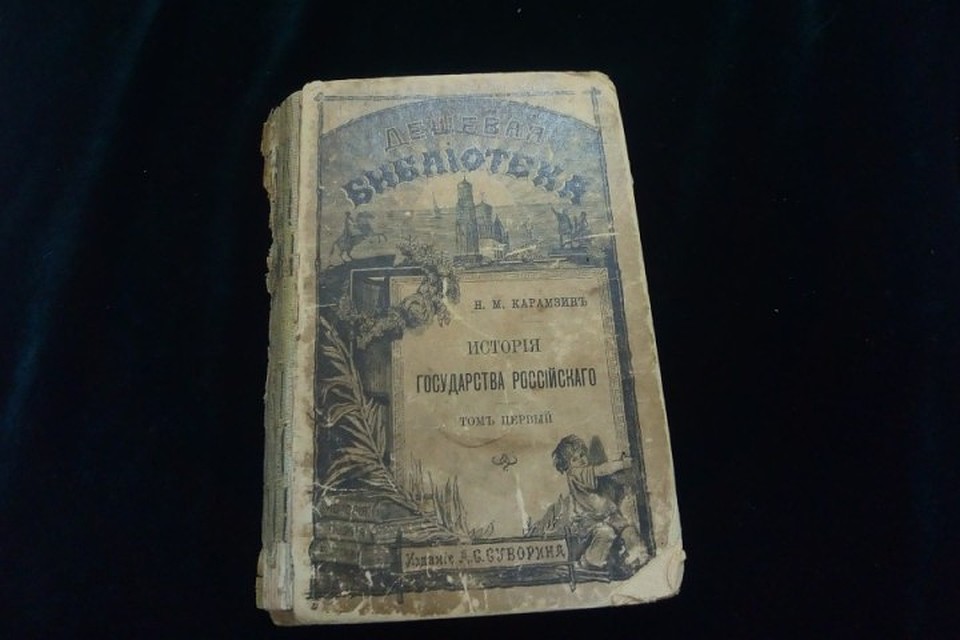 ДЕШЕВАЯ
БИБЛІОТЕКА
Н. М. КАРАМЗИНЪ
ИСТОРІЯ
ГОСУДАРСТВА РОССІЙСКАГО
ТОМЪ ПЕРВЫЙ
Изданіе А. С. СУВОРИНА